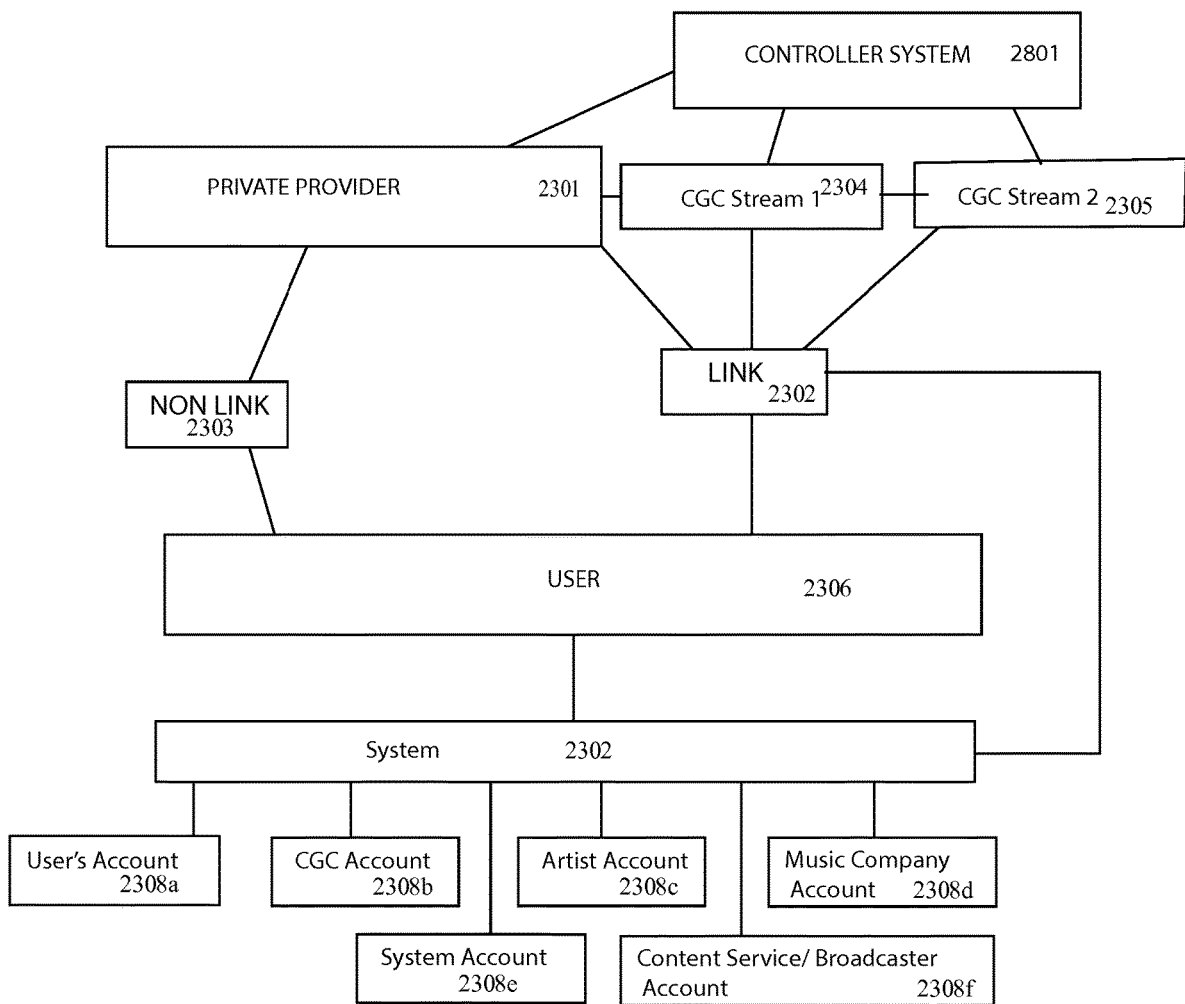 CONTROLLER SYSTEM 2801
PRIVATE PROVIDER 2301
CGC Stream 1 2304
CGC Stream 2 2305
LINK
2302
NON LINK
2303
USER 2306
System 2302
User's Account
2308a
CGC Account
2308b
Artist Account
2308c
Music Company
Account 2308d
System Account
2308e
Content Service/ Broadcaster
Account 2308f